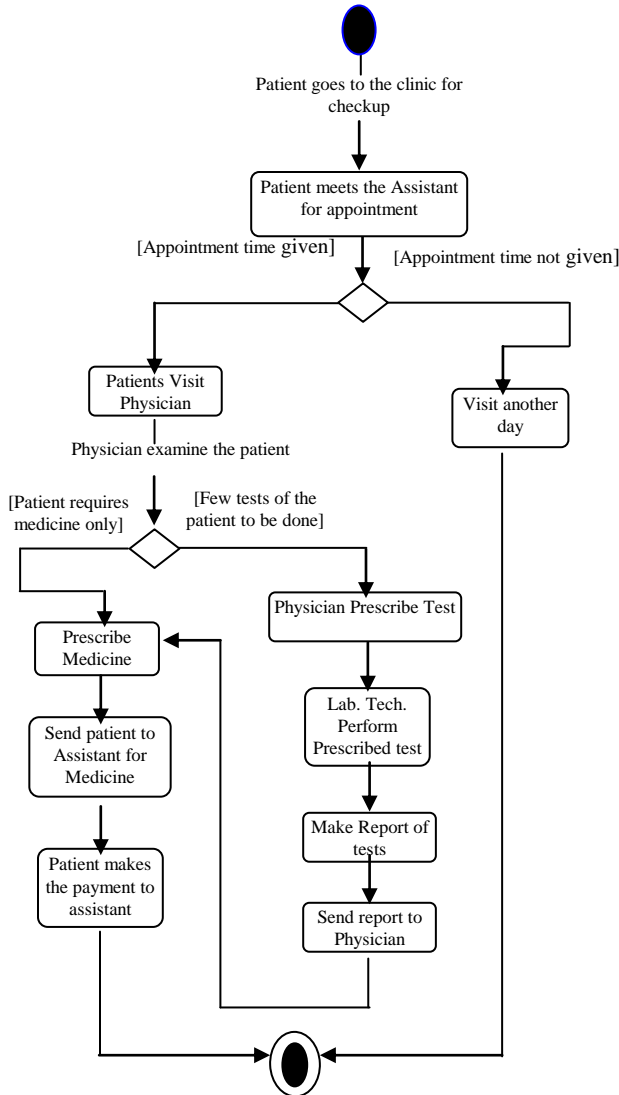 Patient goes to the clinic for
checkup
Patient meets the Assistant
for appointment
[Appointment time given]
[Appointment time not given]
Patients Visit
Physician
Visit another
day
Physician examine the patient
[Patient requires
medicine only]
[Few tests of the
patient to be done]
Physician Prescribe Test
Prescribe
Medicine
Lab. Tech.
Perform
Prescribed test
Send patient to
Assistant for
Medicine
Make Report of
tests
Patient makes
the payment to
assistant
Send report to
Physician